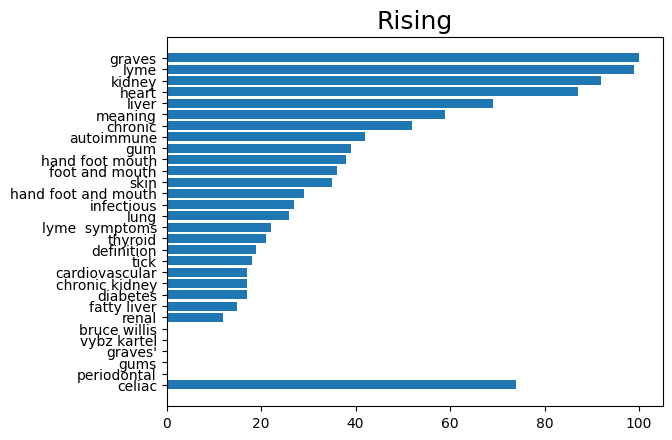 Rising
graves
lyme
kidney
heart
liver
meaning
chronic
autoimmune
gum
hand foot mouth
foot and mouth
skin
hand foot and mouth
infectious
lung
lyme  symptoms
thyroid
definition
tick
cardiovascular
chronic kidney
diabetes
fatty liver
renal
bruce willis
vybz kartel
graves'
gums
periodontal
celiac
0 20 40 60 80 100